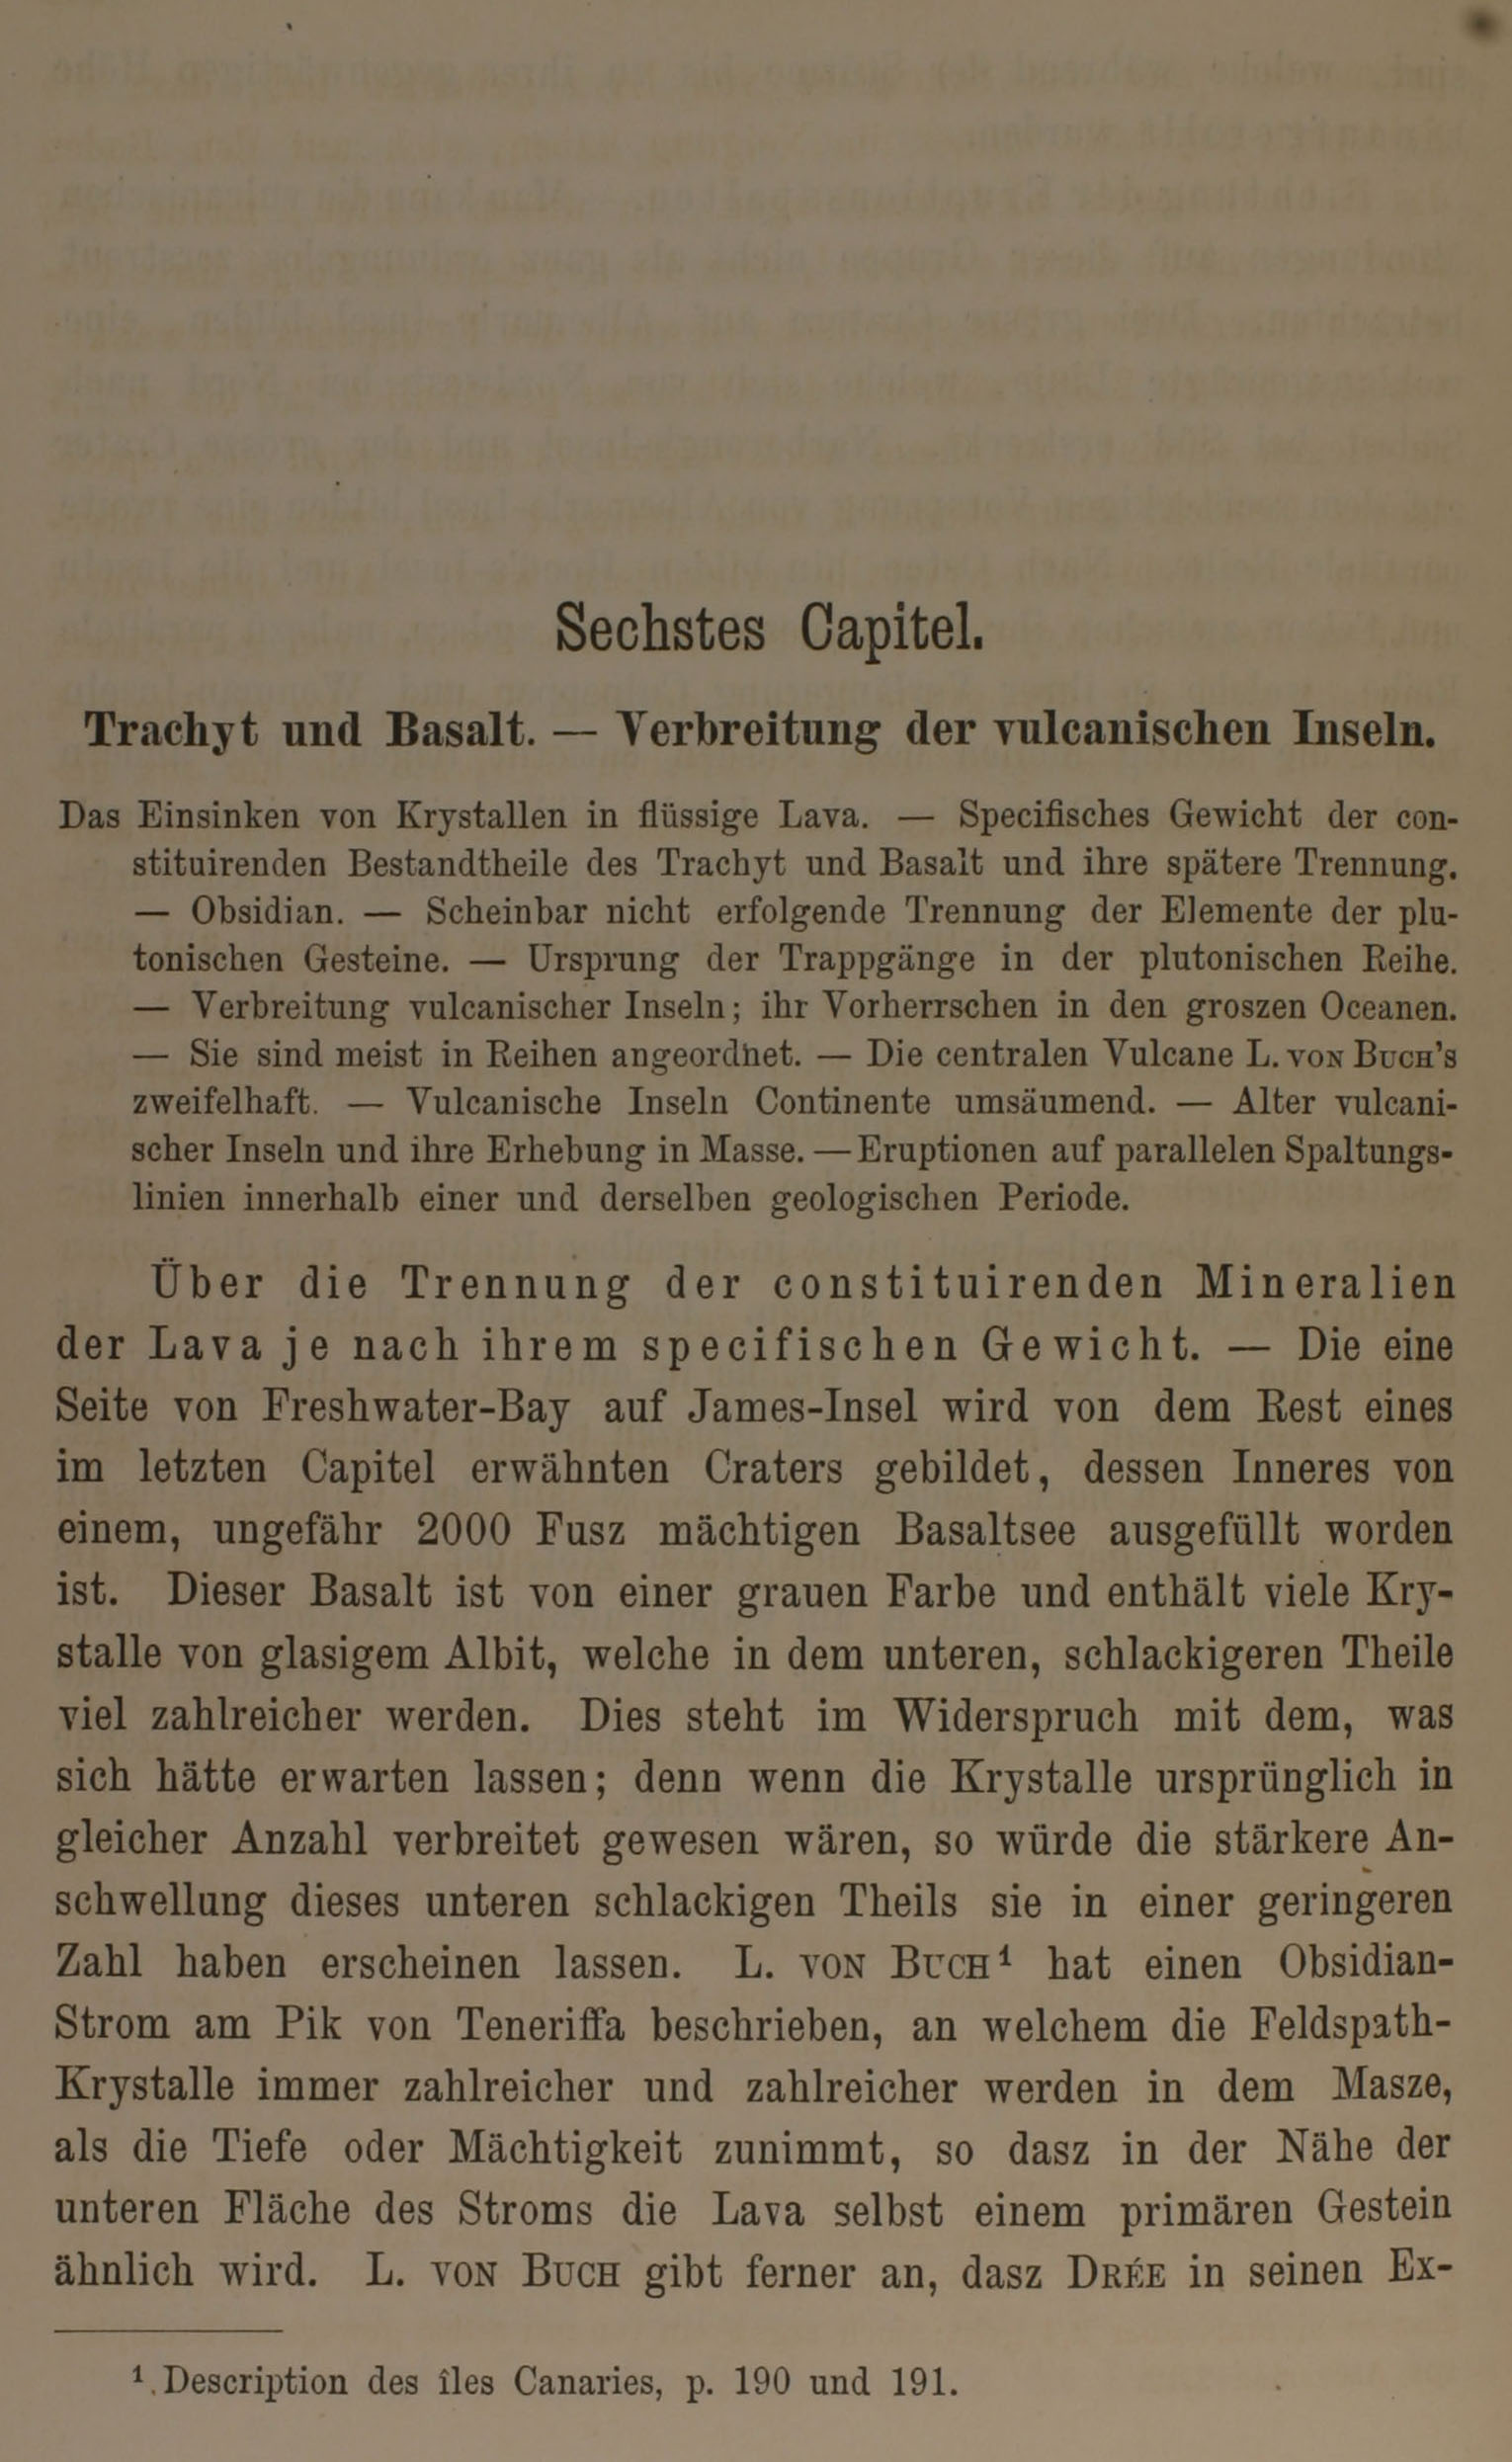 Sechstes Capitel.
Trachyt und Basalt. — Verbreitung der vulcanischen Inseln.
Das Einsinken von Krystallen in flüssige Lava. — Specifisches Gewicht der con-
stituirenden Bestandtheile des Trachyt und Basalt und ihre spätere Trennung.
— Obsidian. — Scheinbar nicht erfolgende Trennung der Elemente der plu-
tonischen Gesteine. — Ursprung der Trappgänge in der plutonischen Reihe.
— Verbreitung vulcanischer Inseln; ihr Vorherrschen in den groszen Oceanen.
— Sie sind meist in Reihen angeordnet. — Die centralen Vulcane L. von Buch's
zweifelhaft. — Vulcanische Inseln Continente umsäumend. — Alter vulcani-
scher Inseln und ihre Erhebung in Masse. — Eruptionen auf parallelen Spaltungs-
linien innerhalb einer und derselben geologischen Periode.
Über die Trennung der constituirenden Mineralien
der Lava je nach ihrem specifischen Gewicht. — Die eine
Seite von Freshwater-Bay auf James-Insel wird von dem Rest eines
im letzten Capitel erwähnten Craters gebildet, dessen Inneres von
einem, ungefähr 2000 Fusz mächtigen Basaltsee ausgefüllt worden
ist. Dieser Basalt ist von einer grauen Farbe und enthält viele Kry-
stalle von glasigem Albit, welche in dem unteren, schlackigeren Theile
viel zahlreicher werden. Dies steht im Widerspruch mit dem, was
sich hätte erwarten lassen; denn wenn die Krystalle ursprünglich in
gleicher Anzahl verbreitet gewesen wären, so würde die stärkere An-
schwellung dieses unteren schlackigen Theils sie in einer geringeren
Zahl haben erscheinen lassen. L. von Buch¹ hat einen Obsidian-
Strom am Pik von Teneriffa beschrieben, an welchem die Feldspath-
Krystalle immer zahlreicher und zahlreicher werden in dem Masze,
als die Tiefe oder Mächtigkeit zunimmt, so dasz in der Nähe der
unteren Fläche des Stroms die Lava selbst einem primären Gestein
ähnlich wird. L. von Buch gibt ferner an, dasz Drée in seinen Ex-
¹ Description des îles Canaries, p. 190 und 191.